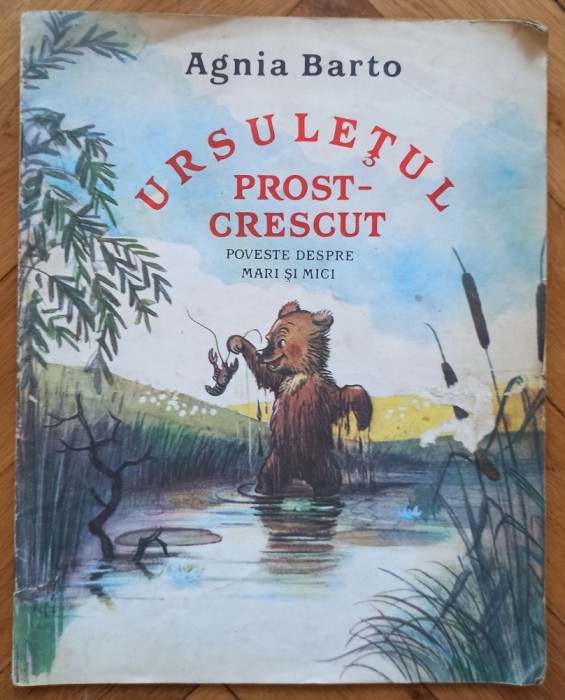 Agnia Barto
URSULEŢUL
PROST-
CRESCUT
POVESTE DESPRE
MARI ŞI MICI